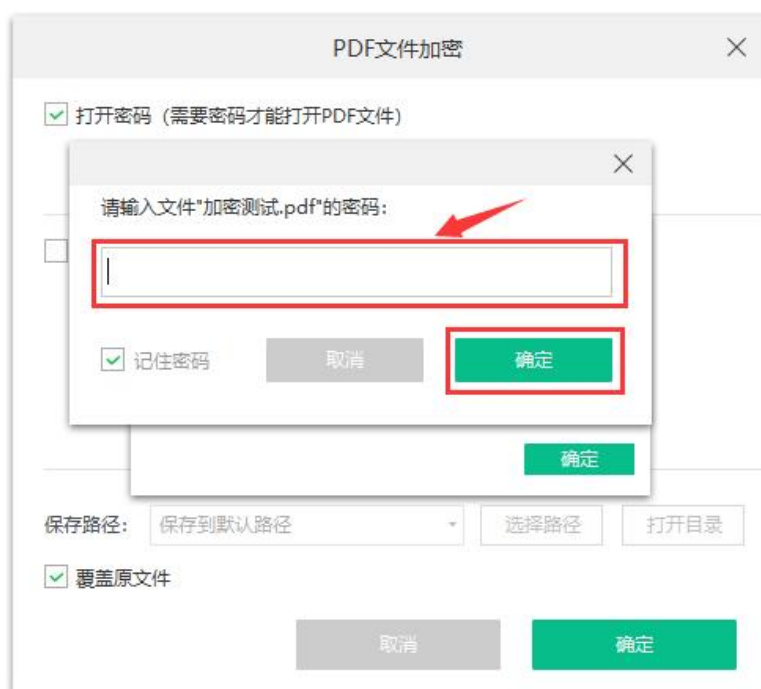 PDF文件加密
打开密码 (需要密码才能打开PDF文件)
请输入文件"加密测试.pdf"的密码:
记住密码 取消 确定
确定
保存路径: 保存到默认路径 选择路径 打开目录
覆盖原文件
取消 确定